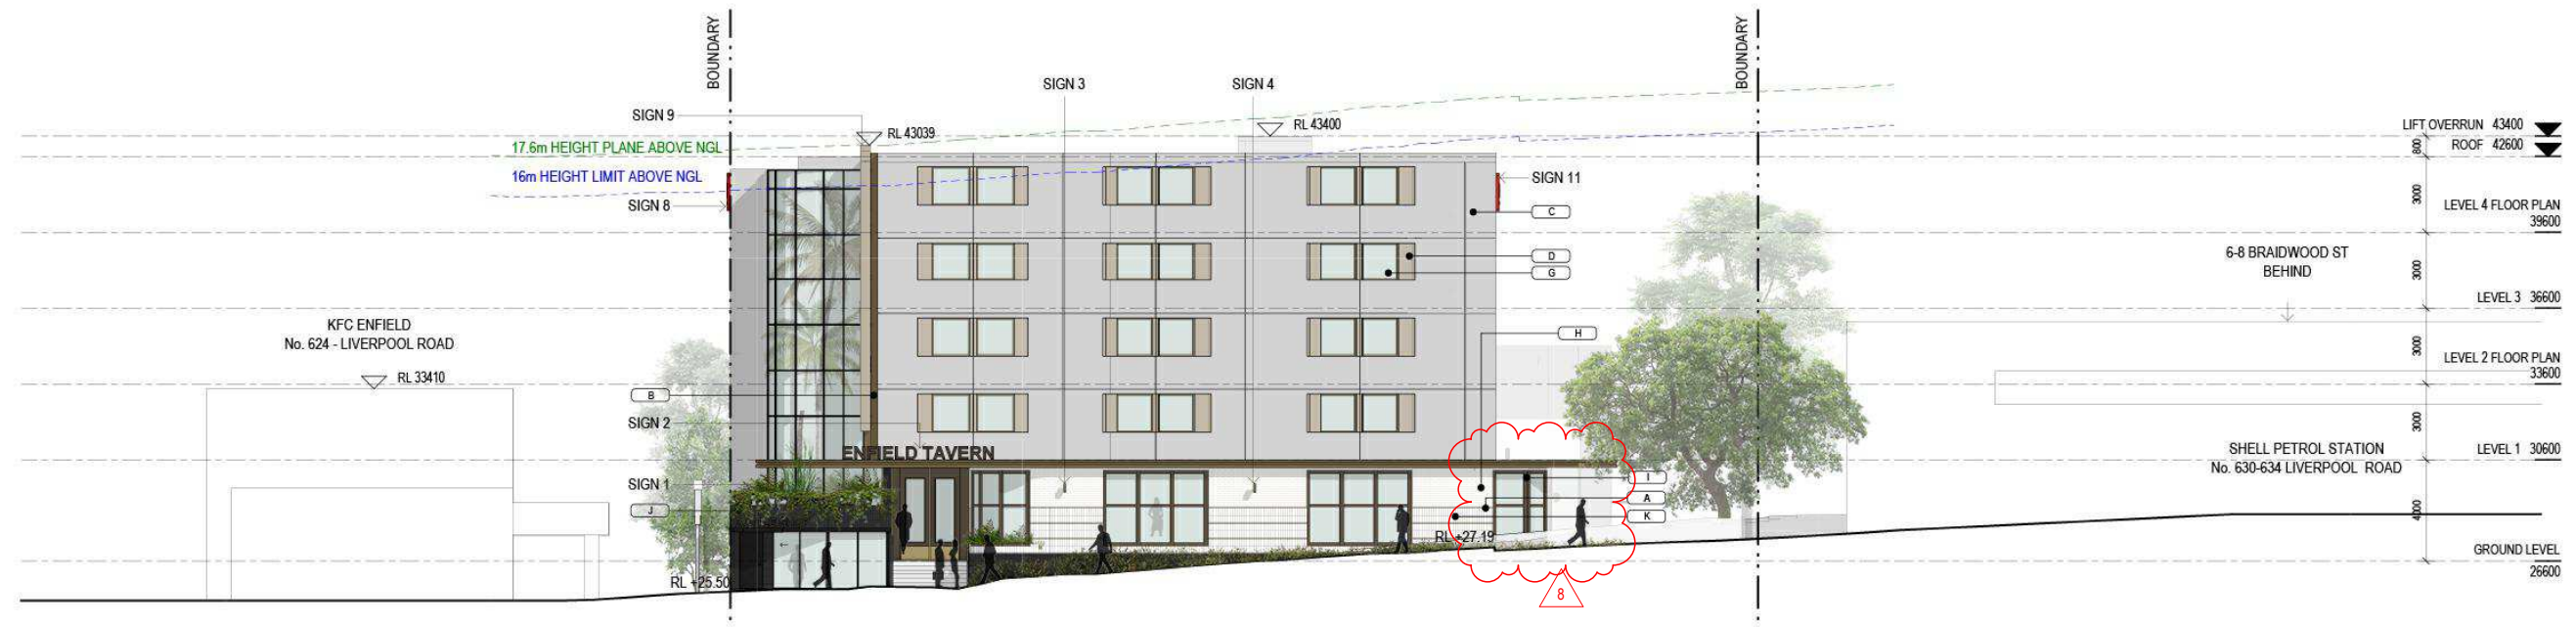 BOUNDARY
BOUNDARY
SIGN 3
SIGN 4
SIGN 9
RL 43039
RL 43400
LIFT OVERRUN 43400
ROOF 42600
800
17.6m HEIGHT PLANE ABOVE NGL
16m HEIGHT LIMIT ABOVE NGL
SIGN 8
SIGN 11
C
3000
LEVEL 4 FLOOR PLAN
39600
D
G
6-8 BRAIDWOOD ST
BEHIND
3000
LEVEL 3 36600
KFC ENFIELD
No. 624 - LIVERPOOL ROAD
H
3000
LEVEL 2 FLOOR PLAN
33600
RL 33410
B
SIGN 2
3000
ENFIELD TAVERN
SHELL PETROL STATION
No. 630-634 LIVERPOOL ROAD
LEVEL 1 30600
SIGN 1
I
A
J
K
4000
RL +27.19
GROUND LEVEL
26600
RL +25.50
8